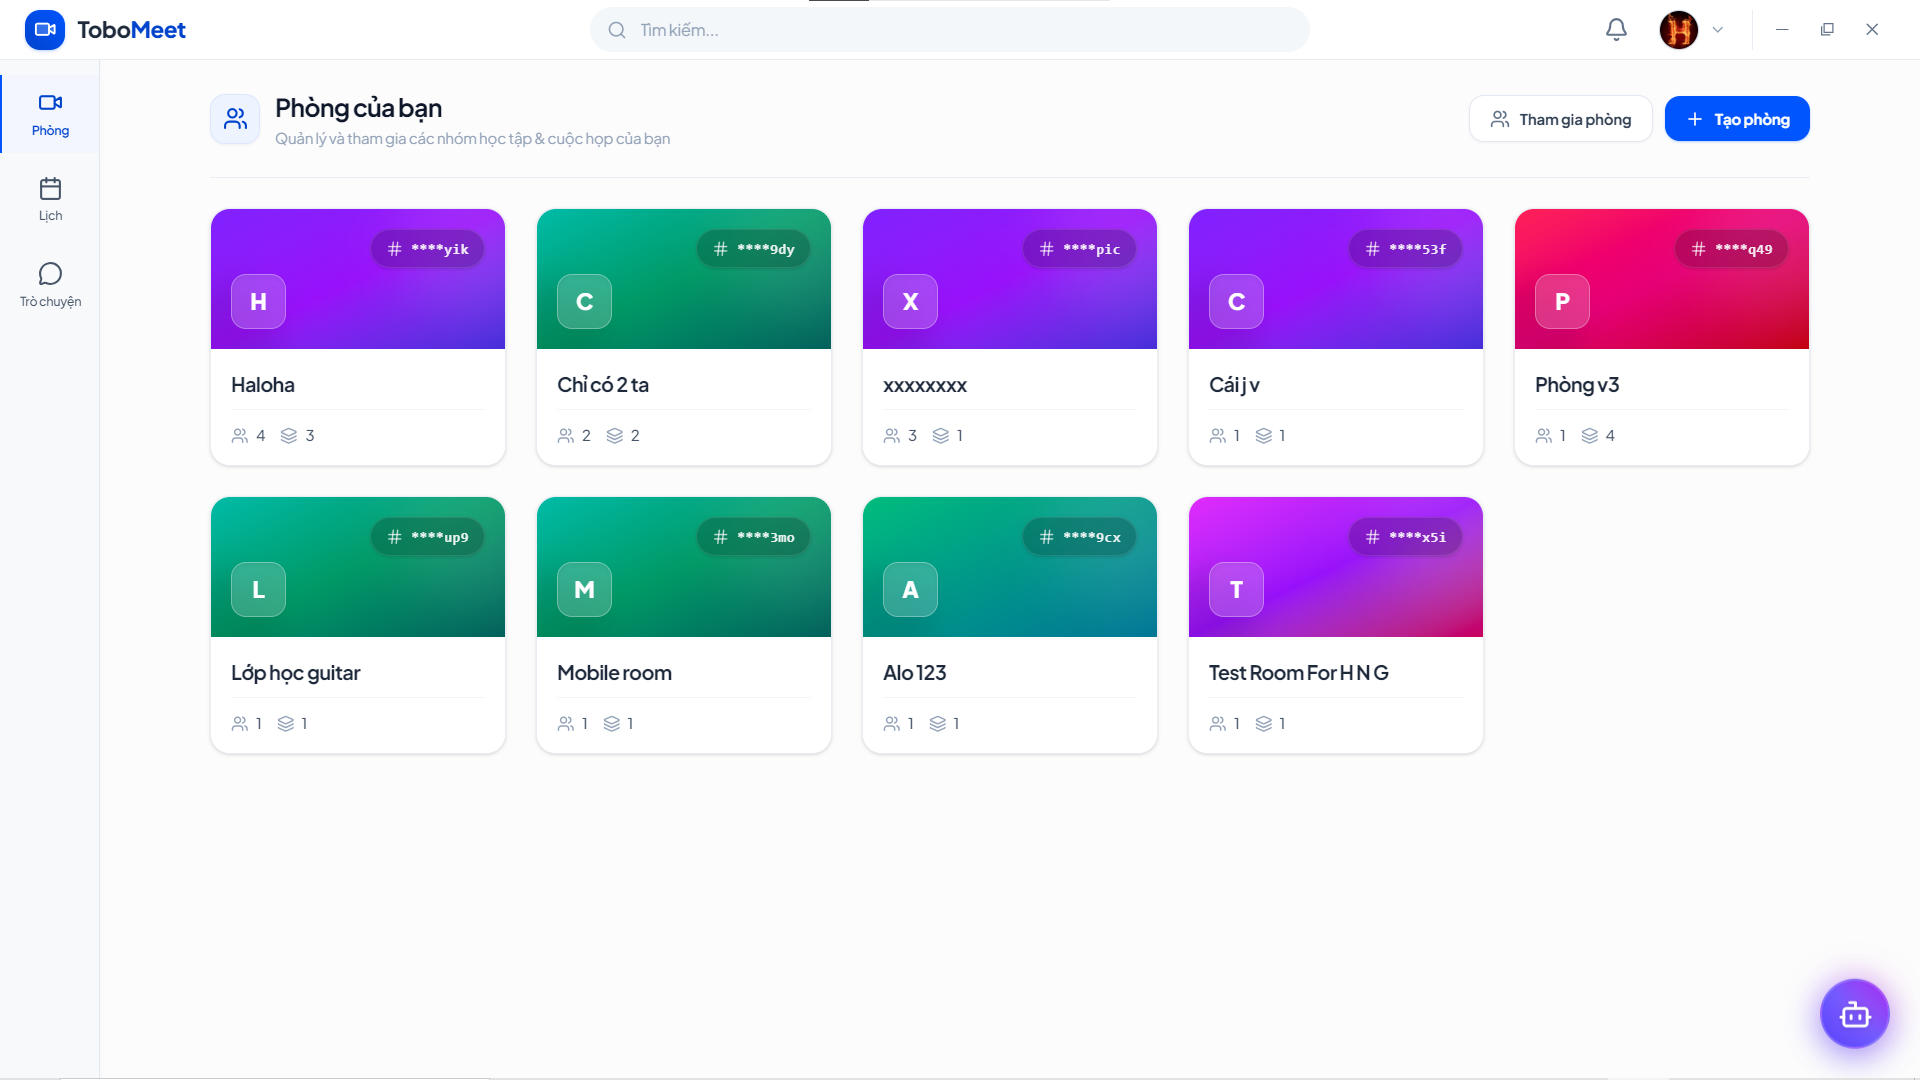 ToboMeet
Tìm kiếm...
Phòng
Lịch
Trò chuyện
Phòng của bạn
Quản lý và tham gia các nhóm học tập & cuộc họp của bạn
Tham gia phòng
Tạo phòng
# ****yik
H
Haloha
4 3
# ****9dy
C
Chỉ có 2 ta
2 2
# ****pic
X
xxxxxxxx
3 1
# ****53f
C
Cái j v
1 1
# ****q49
P
Phòng v3
1 4
# ****up9
L
Lớp học guitar
1 1
# ****3mo
M
Mobile room
1 1
# ****9cx
A
Alo 123
1 1
# ****x5i
T
Test Room For H N G
1 1